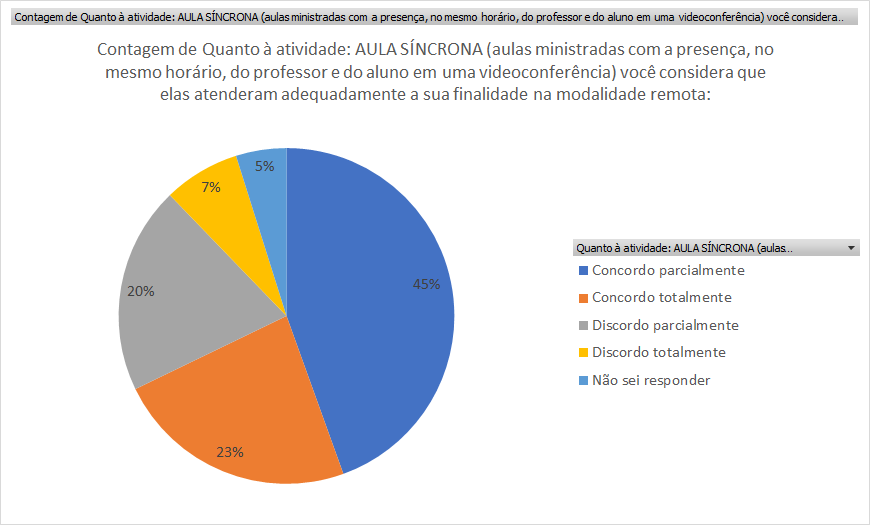 Contagem de Quanto à atividade: AULA SÍNCRONA (aulas ministradas com a presença, no mesmo horário, do professor e do aluno em uma videoconferência) você considera..
Contagem de Quanto à atividade: AULA SÍNCRONA (aulas ministradas com a presença, no
mesmo horário, do professor e do aluno em uma videoconferência) você considera que
elas atenderam adequadamente a sua finalidade na modalidade remota:
5%
7%
45%
20%
23%
Quanto à atividade: AULA SÍNCRONA (aulas...
Concordo parcialmente
Concordo totalmente
Discordo parcialmente
Discordo totalmente
Não sei responder